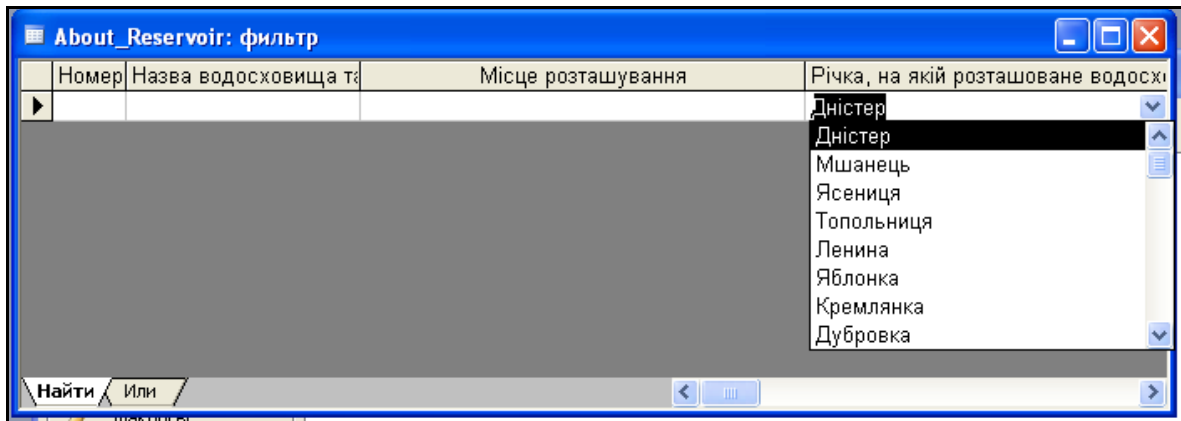 About_Reservoir: фильтр
Номер Назва водосховища та Місце розташування Річка, на якій розташоване водосхо
Дністер
Дністер
Мшанець
Ясениця
Топольниця
Ленина
Яблонка
Кремлянка
Дубровка
Найти Или